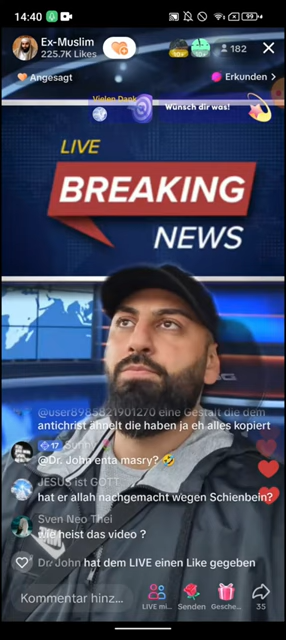 14:40
99
Ex-Muslim
225.7K Likes
182
Angesagt
Erkunden >
Vielen Dank
Wünsch dir was!
LIVE
BREAKING
NEWS
@user8985821901270 eine Gestalt die dem
antichrist ähnelt die haben ja eh alles kopiert
17
@Dr. John enta masry? 🤣
JESUS ist GOTT
hat er allah nachgemacht wegen Schienbein?
Sven Neo Thei
wie heist das video ?
Dr. John hat dem LIVE einen Like gegeben
Kommentar hinz...
LIVE mi...
Senden
Gesche...
35